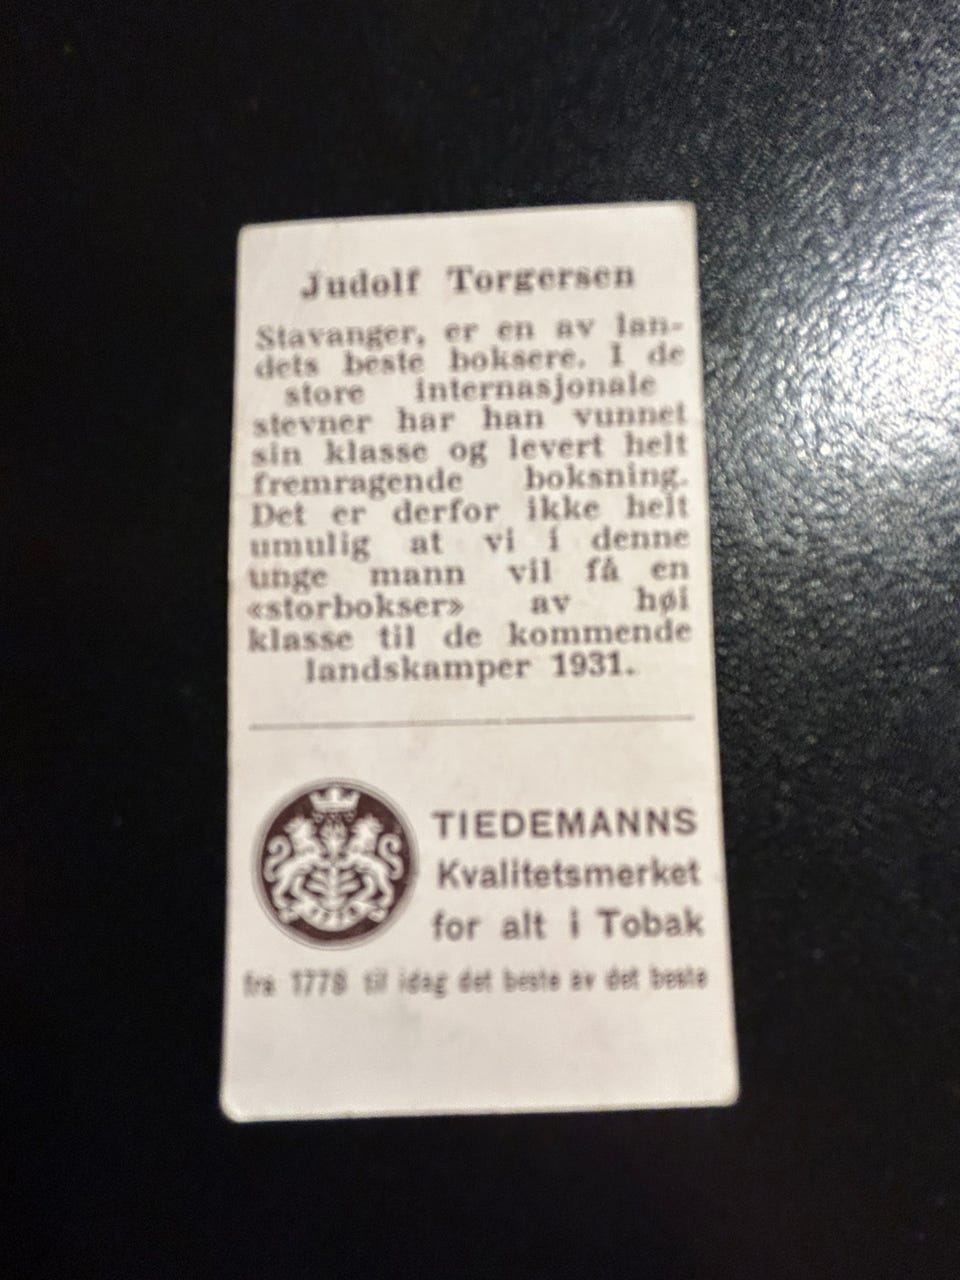 Judolf Torgersen
Stavanger, er en av lan-
dets beste boksere. I de
store internasjonale
stevner har han vunnet
sin klasse og levert helt
fremragende boksning.
Det er derfor ikke helt
umulig at vi i denne
unge mann vil få en
«storbokser» av høi
klasse til de kommende
landskamper 1931.
TIEDEMANNS
Kvalitetsmerket
for alt i Tobak
fra 1778 til idag det beste av det beste